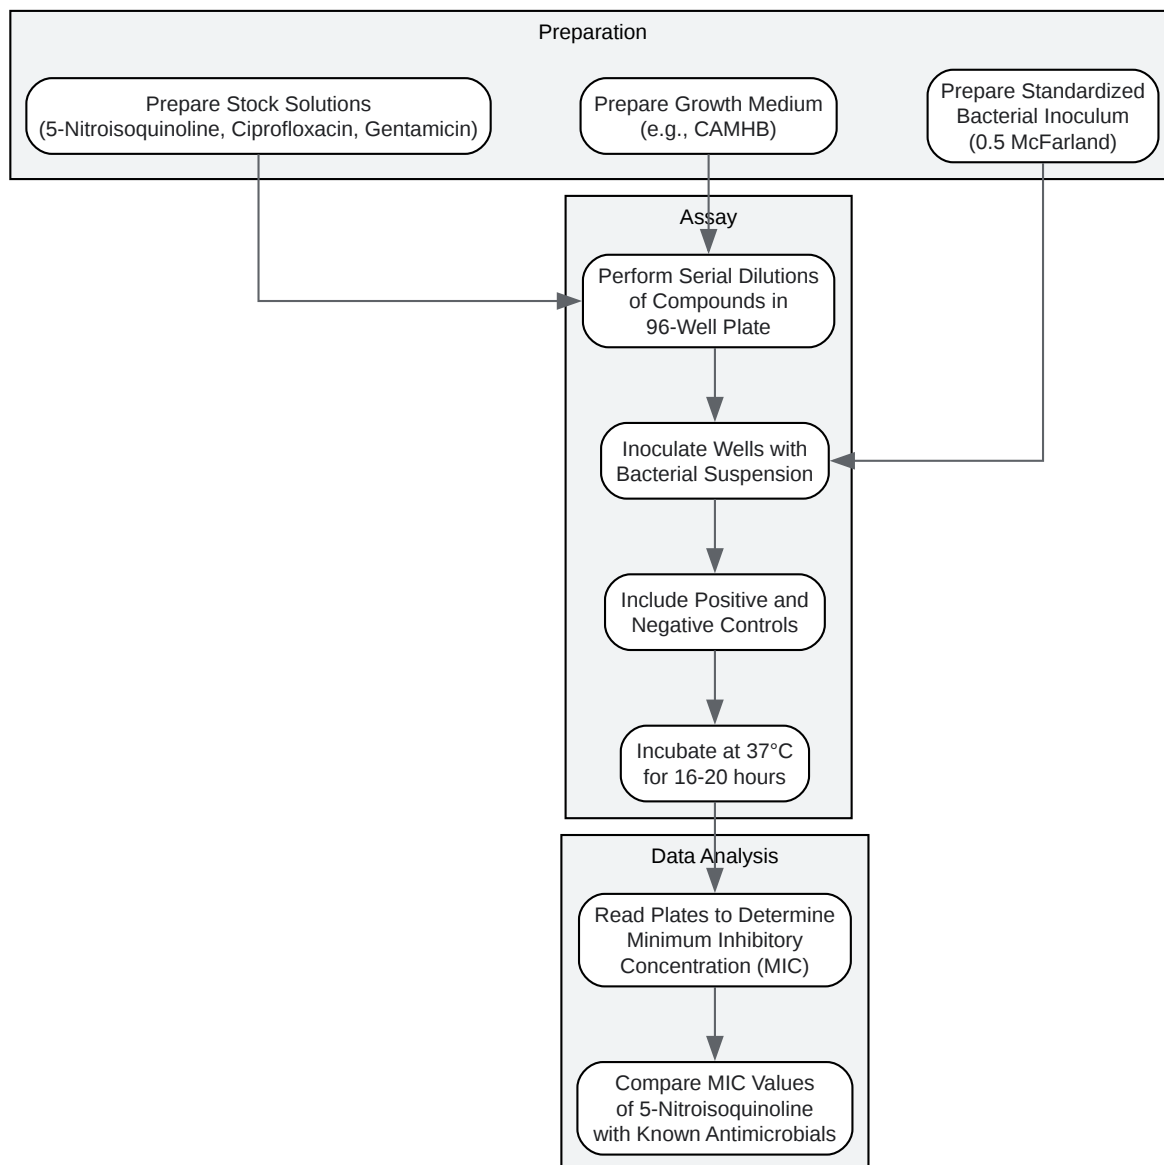 Preparation
Prepare Stock Solutions
(5-Nitroisoquinoline, Ciprofloxacin, Gentamicin)
Prepare Growth Medium
(e.g., CAMHB)
Prepare Standardized
Bacterial Inoculum
(0.5 McFarland)
Assay
Perform Serial Dilutions
of Compounds in
96-Well Plate
Inoculate Wells with
Bacterial Suspension
Include Positive and
Negative Controls
Incubate at 37°C
for 16-20 hours
Data Analysis
Read Plates to Determine
Minimum Inhibitory
Concentration (MIC)
Compare MIC Values
of 5-Nitroisoquinoline
with Known Antimicrobials